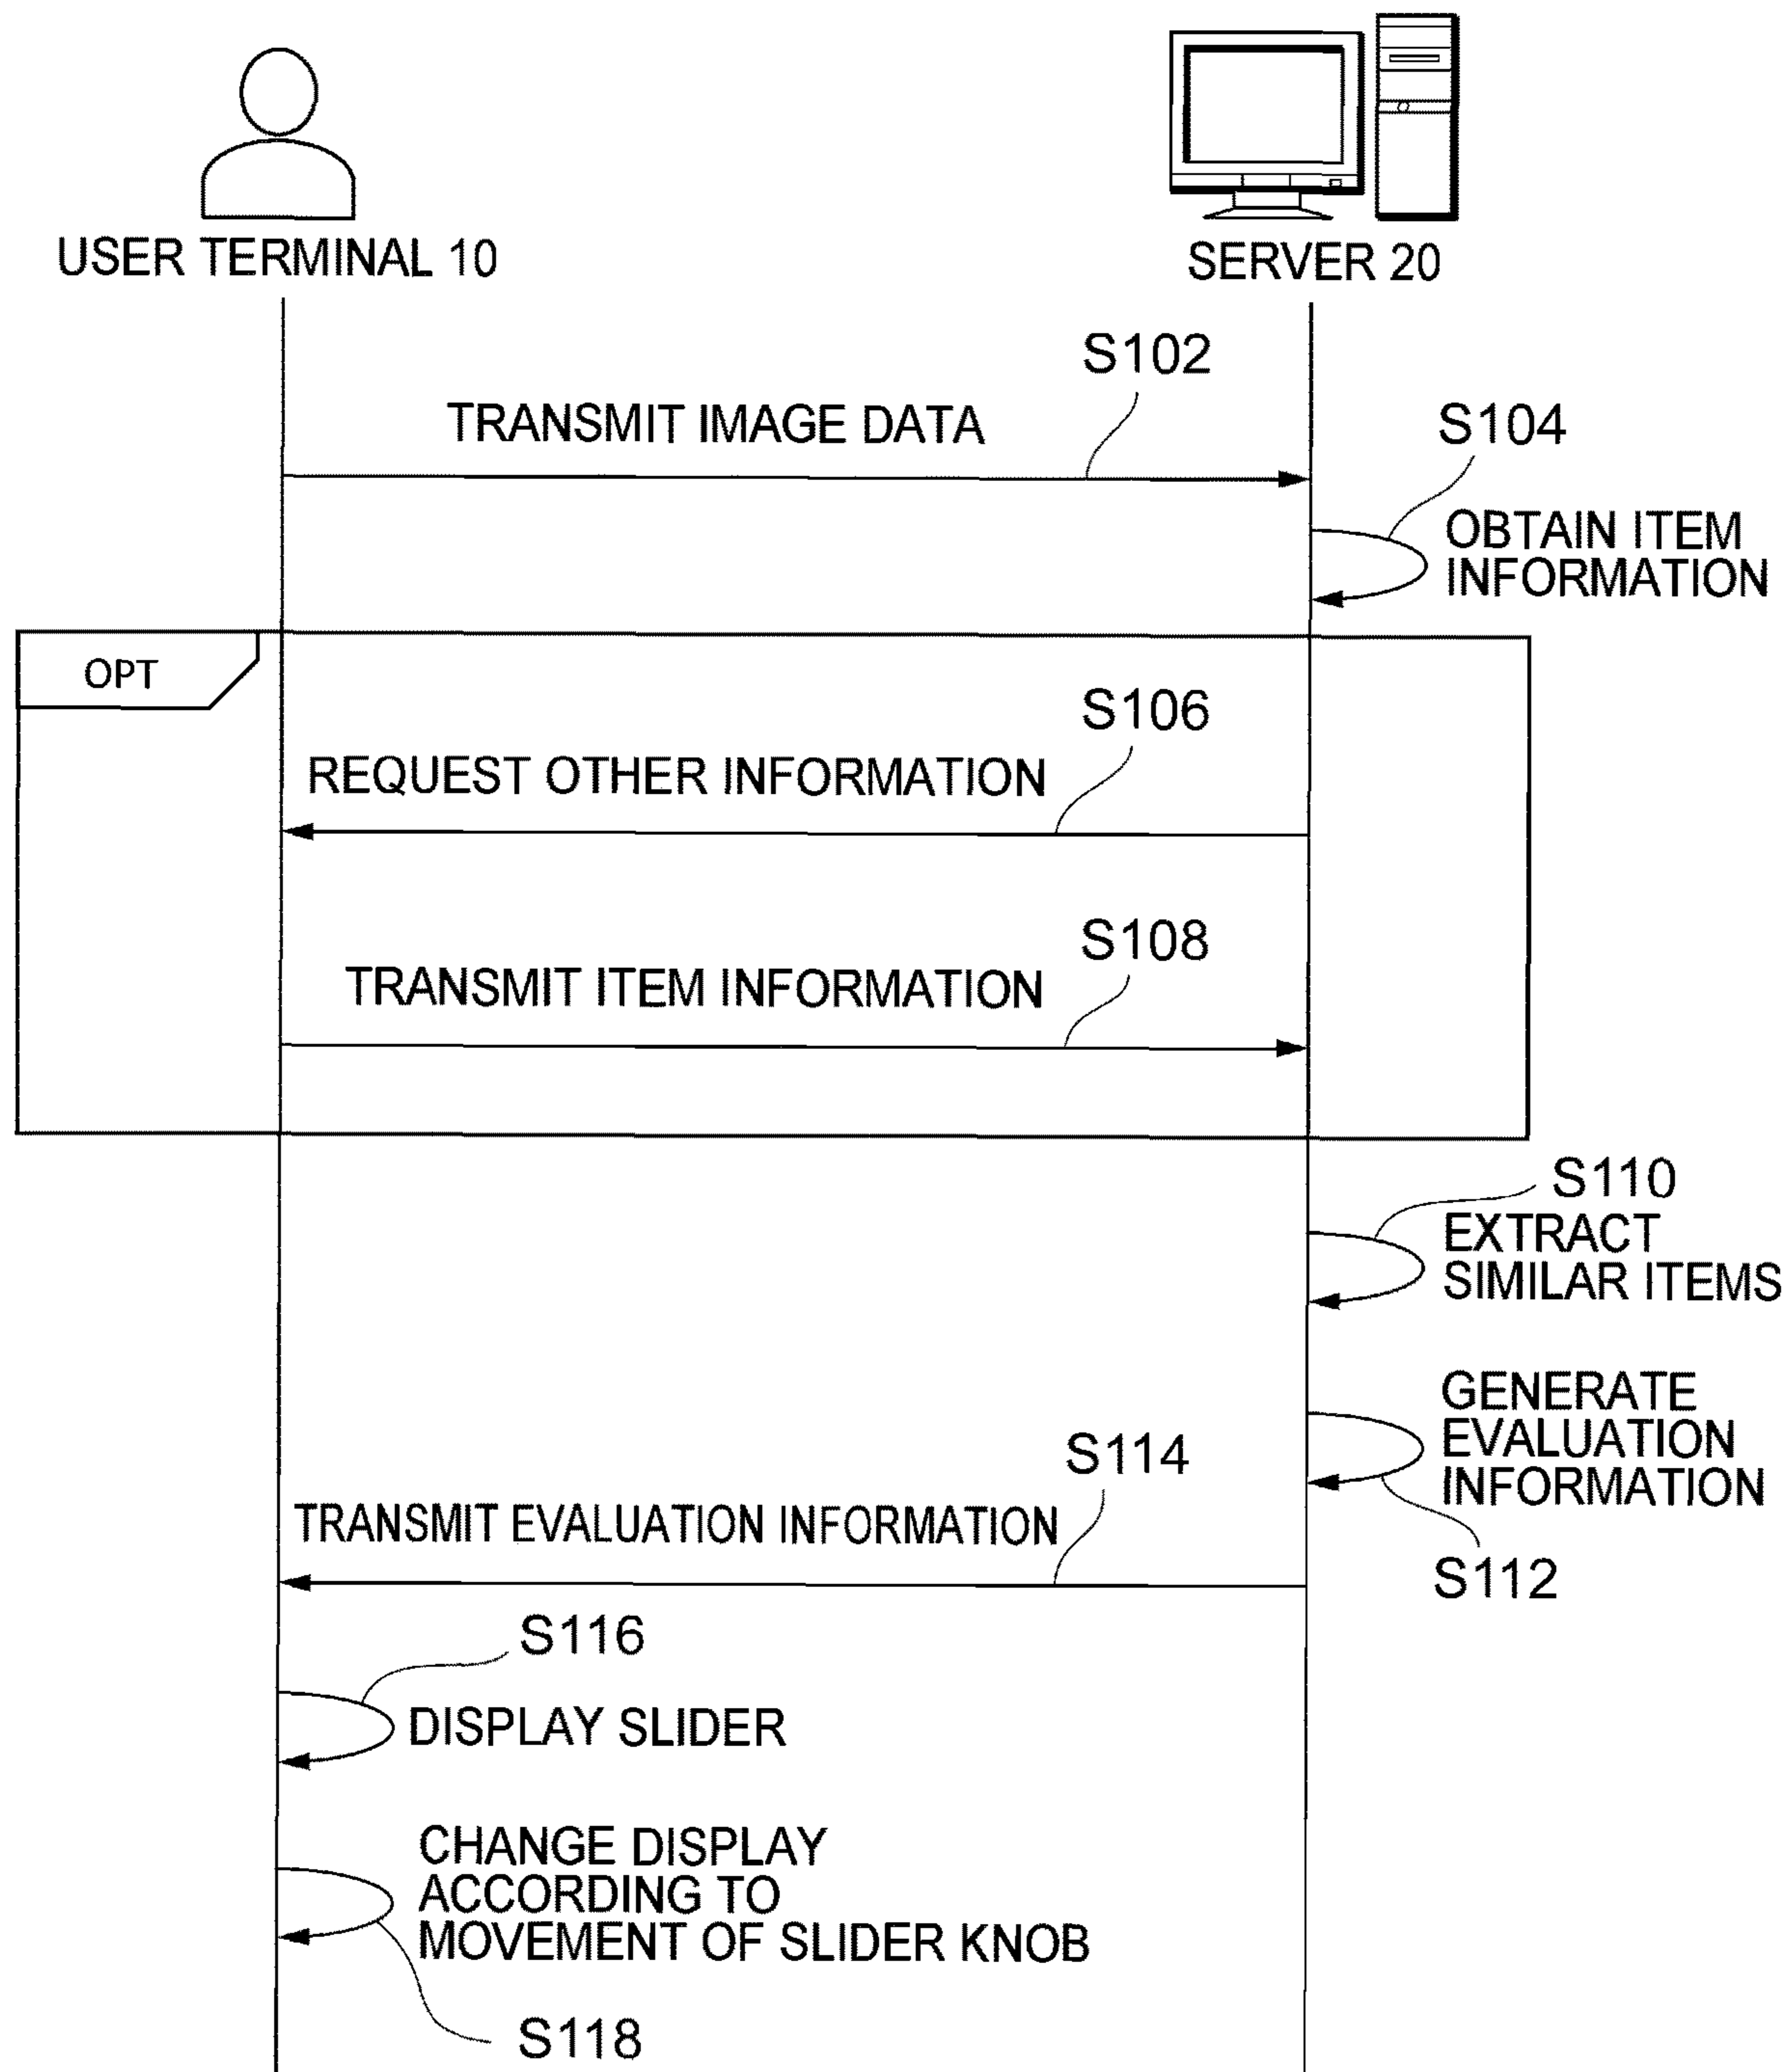 USER TERMINAL 10
SERVER 20
S102
TRANSMIT IMAGE DATA
S104
OBTAIN ITEM
INFORMATION
OPT
S106
REQUEST OTHER INFORMATION
S108
TRANSMIT ITEM INFORMATION
S110
EXTRACT
SIMILAR ITEMS
GENERATE
EVALUATION
INFORMATION
S112
S114
TRANSMIT EVALUATION INFORMATION
S116
DISPLAY SLIDER
CHANGE DISPLAY
ACCORDING TO
MOVEMENT OF SLIDER KNOB
S118